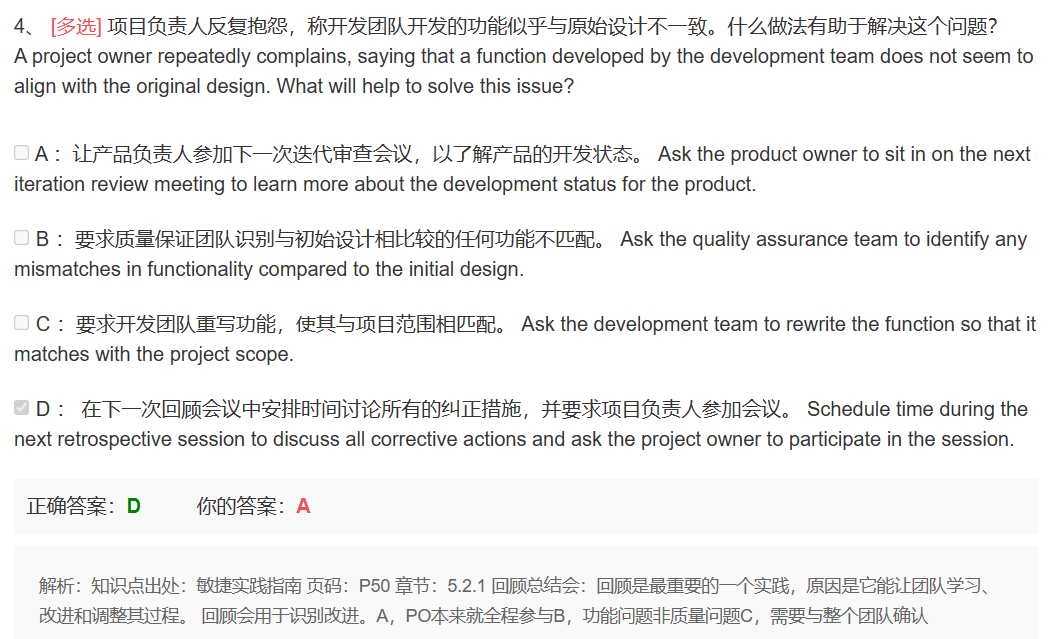 4、 [多选] 项目负责人反复抱怨，称开发团队开发的功能似乎与原始设计不一致。什么做法有助于解决这个问题？
A project owner repeatedly complains, saying that a function developed by the development team does not seem to
align with the original design. What will help to solve this issue?
A： 让产品负责人参加下一次迭代审查会议，以了解产品的开发状态。 Ask the product owner to sit in on the next
iteration review meeting to learn more about the development status for the product.
B： 要求质量保证团队识别与初始设计相比较的任何功能不匹配。 Ask the quality assurance team to identify any
mismatches in functionality compared to the initial design.
C： 要求开发团队重写功能，使其与项目范围相匹配。 Ask the development team to rewrite the function so that it
matches with the project scope.
D： 在下一次回顾会议中安排时间讨论所有的纠正措施，并要求项目负责人参加会议。 Schedule time during the
next retrospective session to discuss all corrective actions and ask the project owner to participate in the session.
正确答案：D 你的答案：A
解析：知识点出处：敏捷实践指南 页码：P50 章节：5.2.1 回顾总结会：回顾是最重要的一个实践，原因是它能让团队学习、
改进和调整其过程。 回顾会用于识别改进。A，PO本来就全程参与B，功能问题非质量问题C，需要与整个团队确认